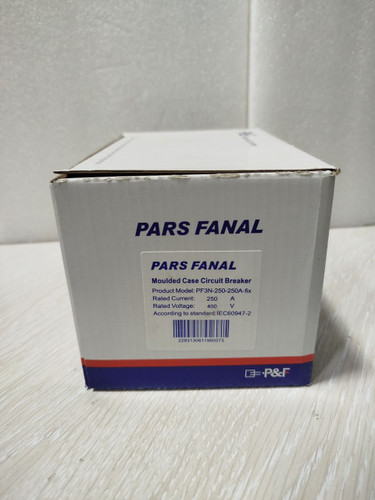 PARS FANAL
PARS FANAL
Moulded Case Circuit Breaker
Product Model: PF3N-250-250A-fix
Rated Current: 250 A
Rated Voltage: 400 V
According to standard:IEC60947-2
P&F